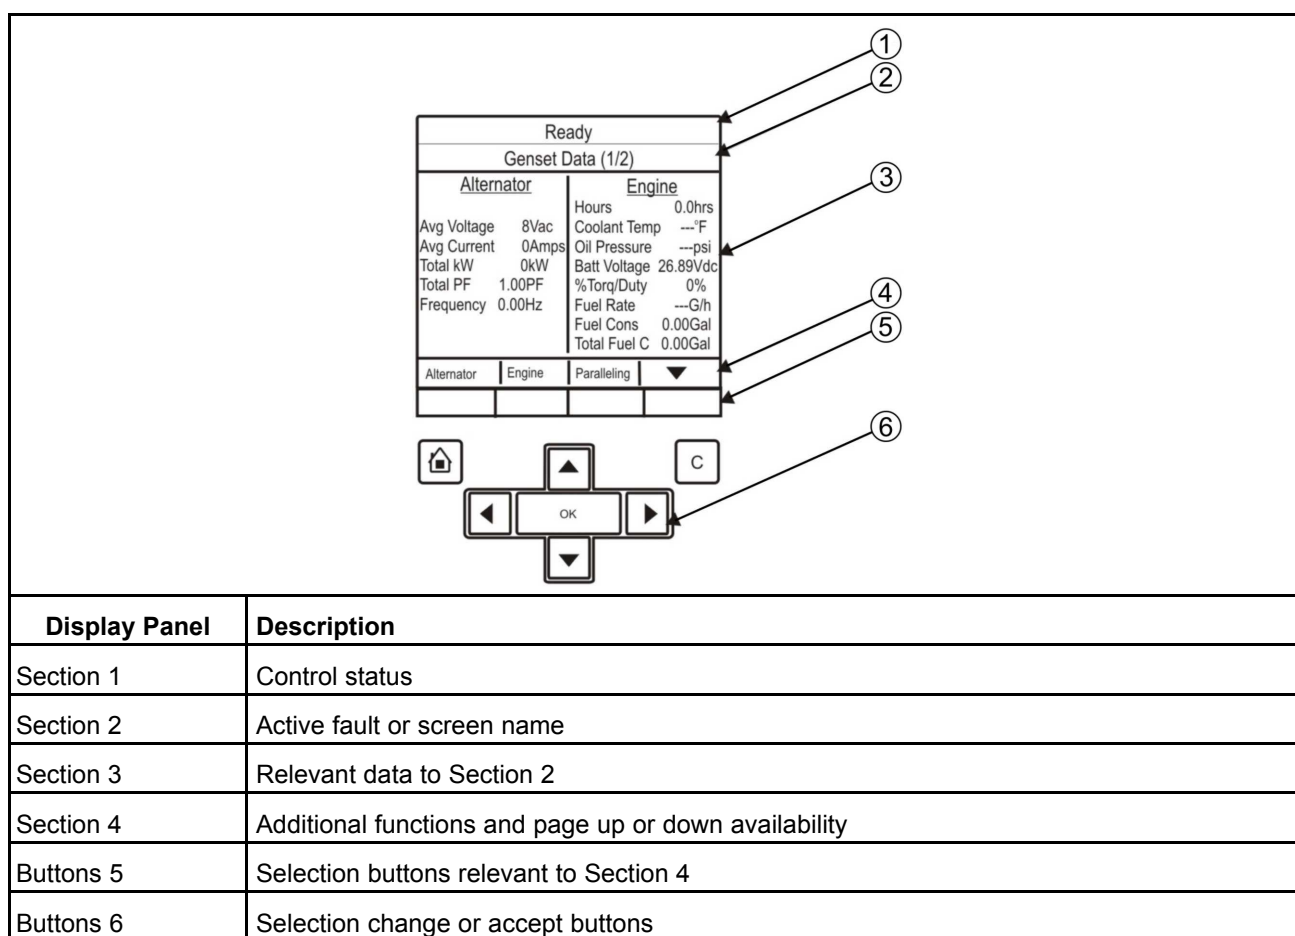 1
2
Ready
Genset Data (1/2)
3
Alternator
Avg Voltage 8Vac
Avg Current 0Amps
Total kW 0kW
Total PF 1.00PF
Frequency 0.00Hz
Engine
Hours 0.0hrs
Coolant Temp ---°F
Oil Pressure ---psi
Batt Voltage 26.89Vdc
%Torq/Duty 0%
Fuel Rate ---G/h
Fuel Cons 0.00Gal
Total Fuel C 0.00Gal
4
Alternator Engine Paralleling ▼
5
6
C
OK
Display Panel Description
Section 1 Control status
Section 2 Active fault or screen name
Section 3 Relevant data to Section 2
Section 4 Additional functions and page up or down availability
Buttons 5 Selection buttons relevant to Section 4
Buttons 6 Selection change or accept buttons